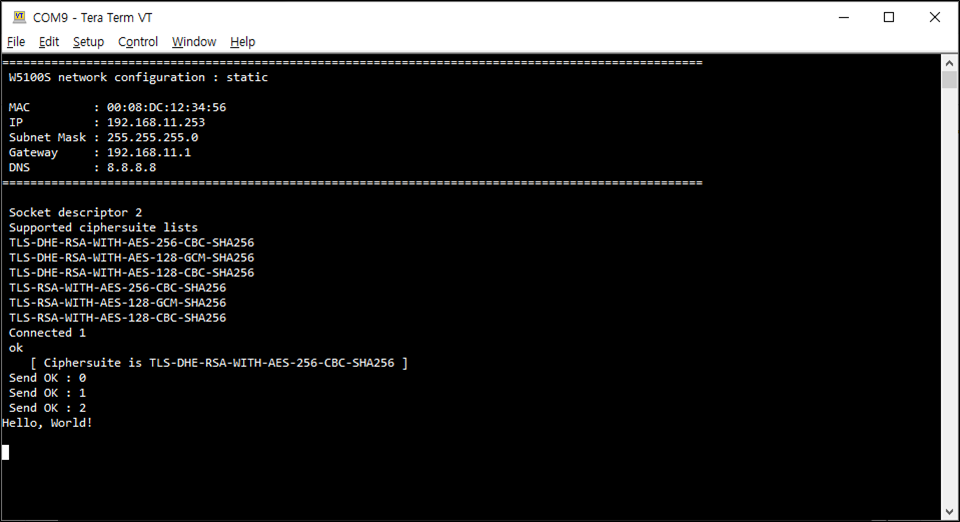 COM9 - Tera Term VT
File Edit Setup Control Window Help
====================================================================================================
W5100S network configuration : static
MAC : 00:08:DC:12:34:56
IP : 192.168.11.253
Subnet Mask : 255.255.255.0
Gateway : 192.168.11.1
DNS : 8.8.8.8
====================================================================================================
Socket descriptor 2
Supported ciphersuite lists
TLS-DHE-RSA-WITH-AES-256-CBC-SHA256
TLS-DHE-RSA-WITH-AES-128-GCM-SHA256
TLS-DHE-RSA-WITH-AES-128-CBC-SHA256
TLS-RSA-WITH-AES-256-CBC-SHA256
TLS-RSA-WITH-AES-128-GCM-SHA256
TLS-RSA-WITH-AES-128-CBC-SHA256
Connected 1
ok
[ Ciphersuite is TLS-DHE-RSA-WITH-AES-256-CBC-SHA256 ]
Send OK : 0
Send OK : 1
Send OK : 2
Hello, World!